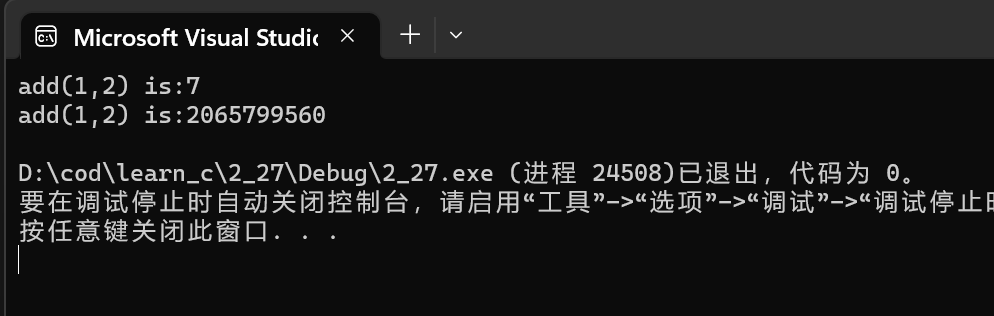 Microsoft Visual Studi
add(1,2) is:7
add(1,2) is:2065799560
D:\cod\learn_c\2_27\Debug\2_27.exe (进程 24508)已退出，代码为 0。
要在调试停止时自动关闭控制台，请启用“工具”->“选项”->“调试”->“调试停止时
按任意键关闭此窗口. . .